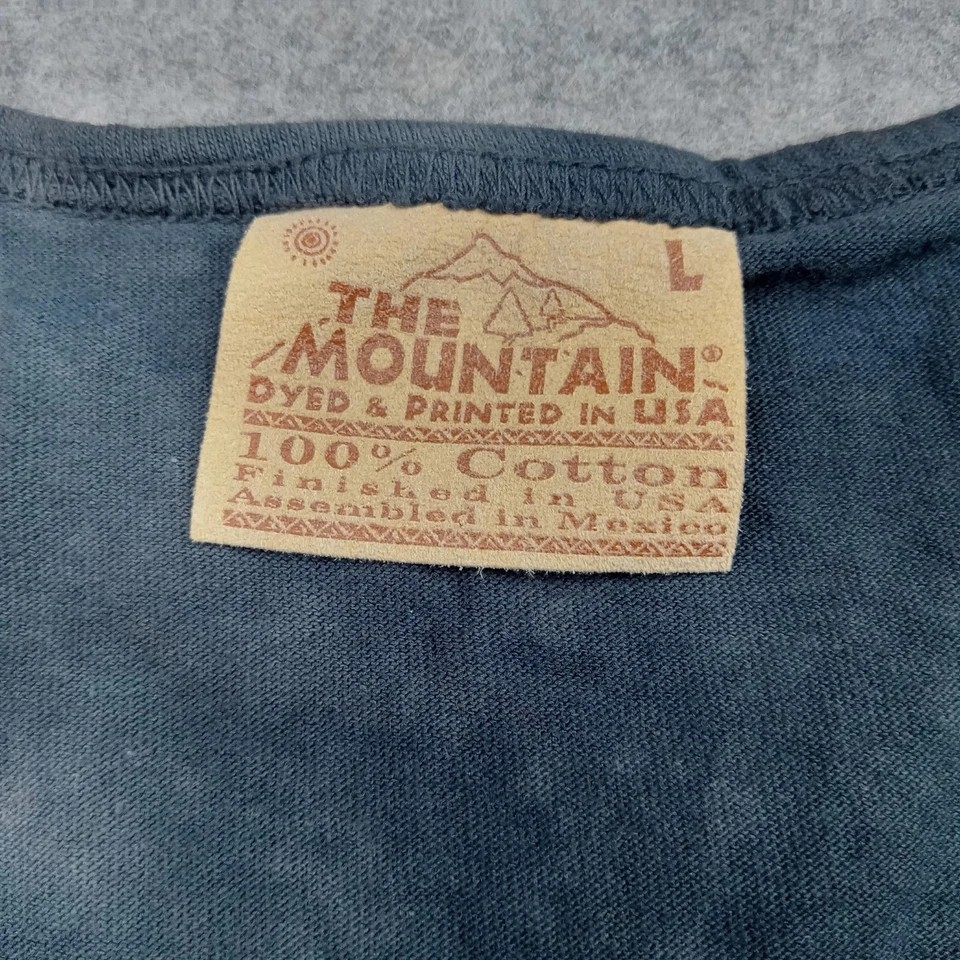 L
THE
MOUNTAIN®
DYED & PRINTED IN USA
100% Cotton
Finished in USA
Assembled in Mexico